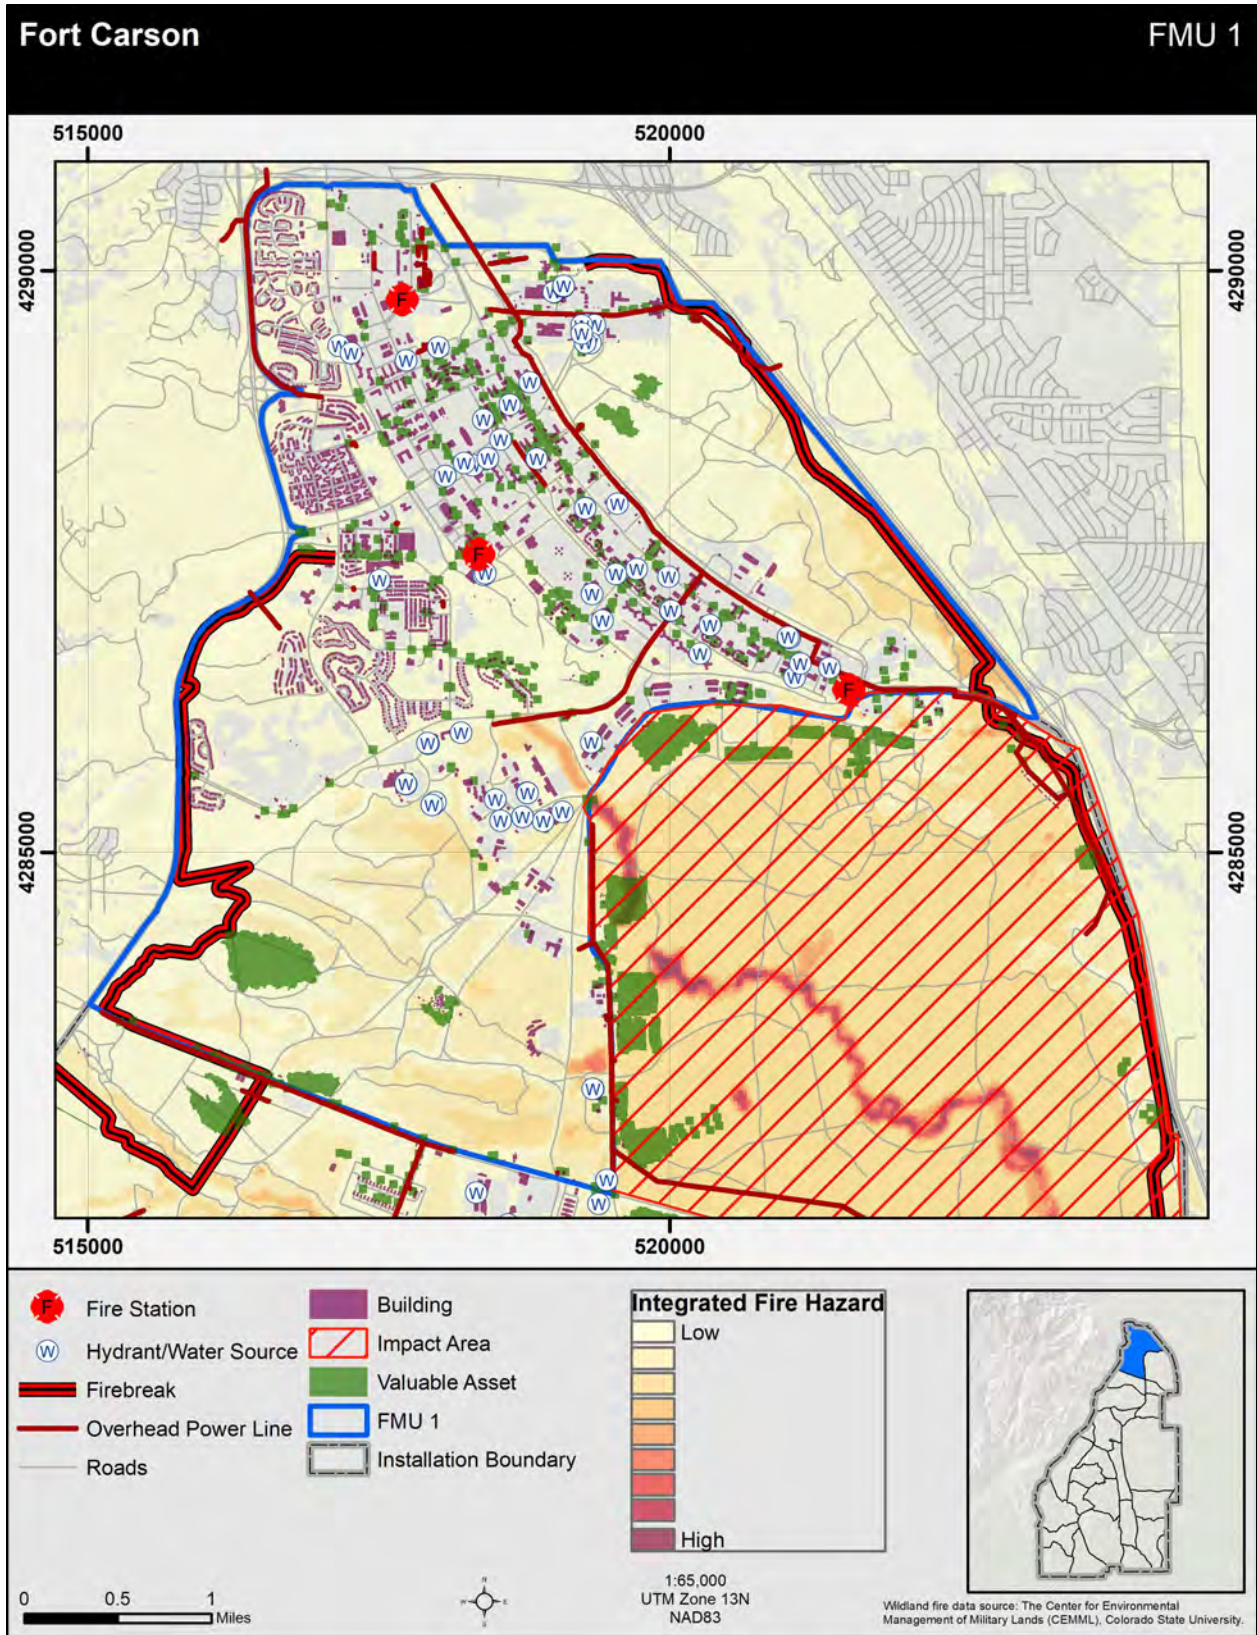 Fort Carson
FMU 1
515000
520000
4290000
4290000
F
W
F
F
4285000
4285000
515000
520000
Fire Station
Hydrant/Water Source
Firebreak
Overhead Power Line
Roads
Building
Impact Area
Valuable Asset
FMU 1
Installation Boundary
Integrated Fire Hazard
Low
High
0 0.5 1
Miles
N
W E
S
1:65,000
UTM Zone 13N
NAD83
Wildland fire data source: The Center for Environmental
Management of Military Lands (CEMML), Colorado State University.